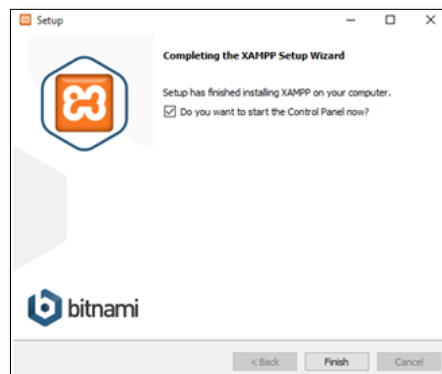 Setup
Completing the XAMPP Setup Wizard
Setup has finished installing XAMPP on your computer.
Do you want to start the Control Panel now?
bitnami
< Back
Finish
Cancel